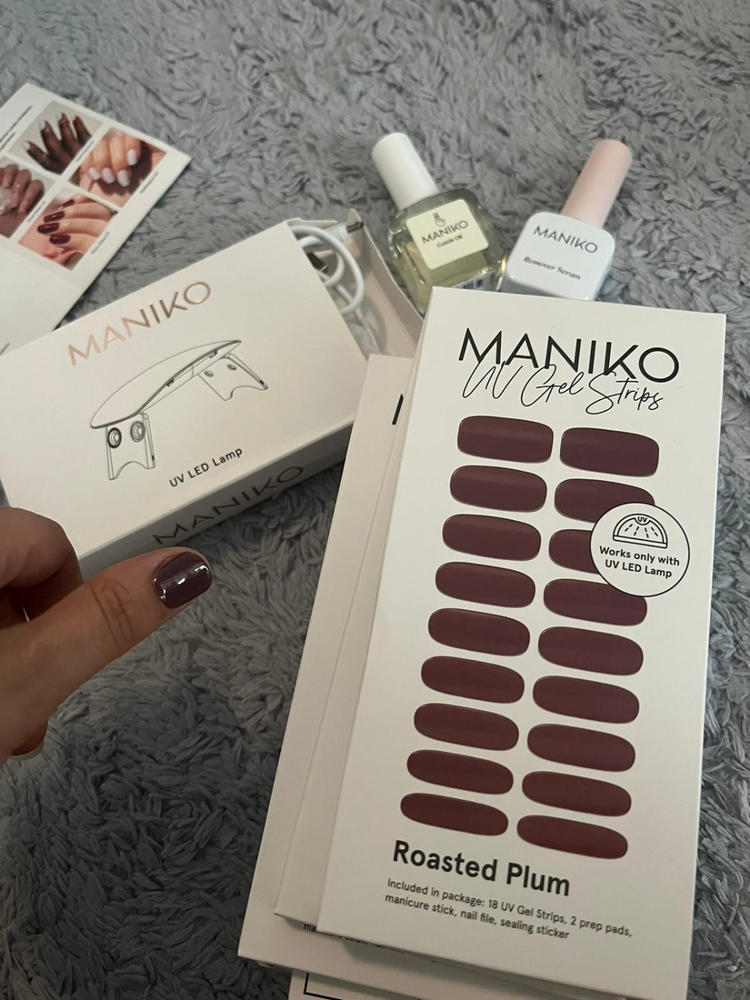 MANIKO
Cuticle Oil
MANIKO
Remover Serum
MANIKO
UV LED Lamp
MANIKO
MANIKO
UV Gel Strips
UV
Works only with
UV LED Lamp
Roasted Plum
Included in package: 18 UV Gel Strips, 2 prep pads,
manicure stick, nail file, sealing sticker